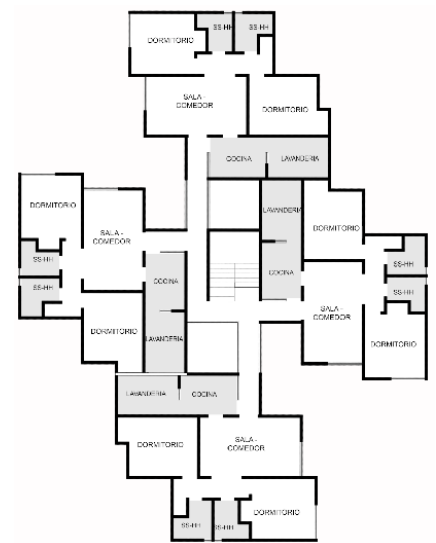 SS-HH
SS-HH
DORMITORIO
SALA -
COMEDOR
DORMITORIO
COCINA
LAVANDERIA
DORMITORIO
SALA -
COMEDOR
LAVANDERIA
DORMITORIO
SS-HH
COCINA
SS-HH
COCINA
SS-HH
SS-HH
SALA -
COMEDOR
DORMITORIO
LAVANDERIA
DORMITORIO
LAVANDERIA
COCINA
DORMITORIO
SALA -
COMEDOR
DORMITORIO
SS-HH
SS-HH